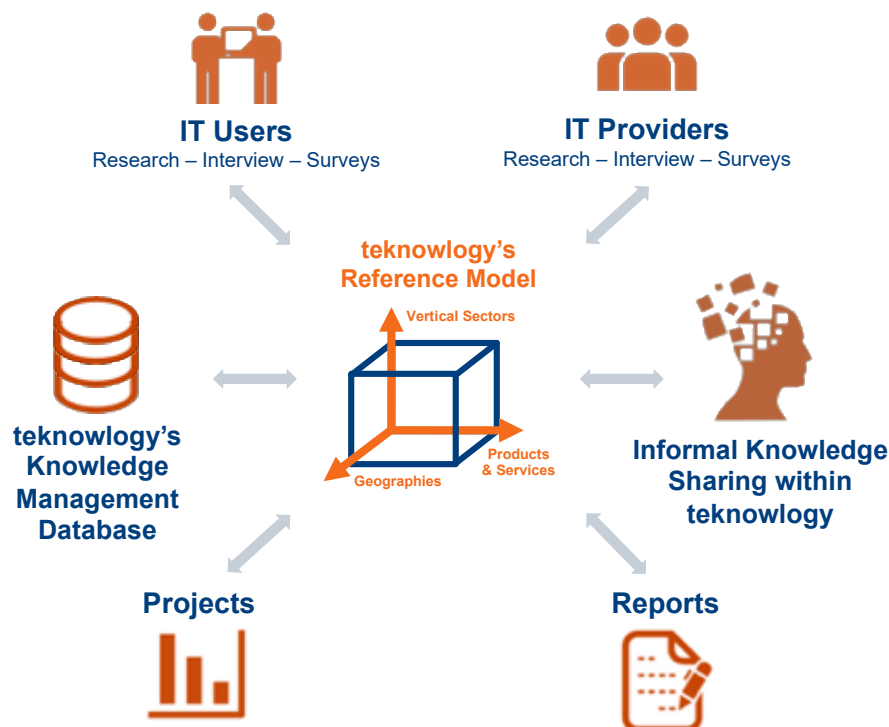 IT Users
Research – Interview – Surveys
IT Providers
Research – Interview – Surveys
teknowlogy's
Reference Model
Vertical Sectors
Products
& Services
Geographies
teknowlogy's
Knowledge
Management
Database
Informal Knowledge
Sharing within
teknowlogy
Projects
Reports